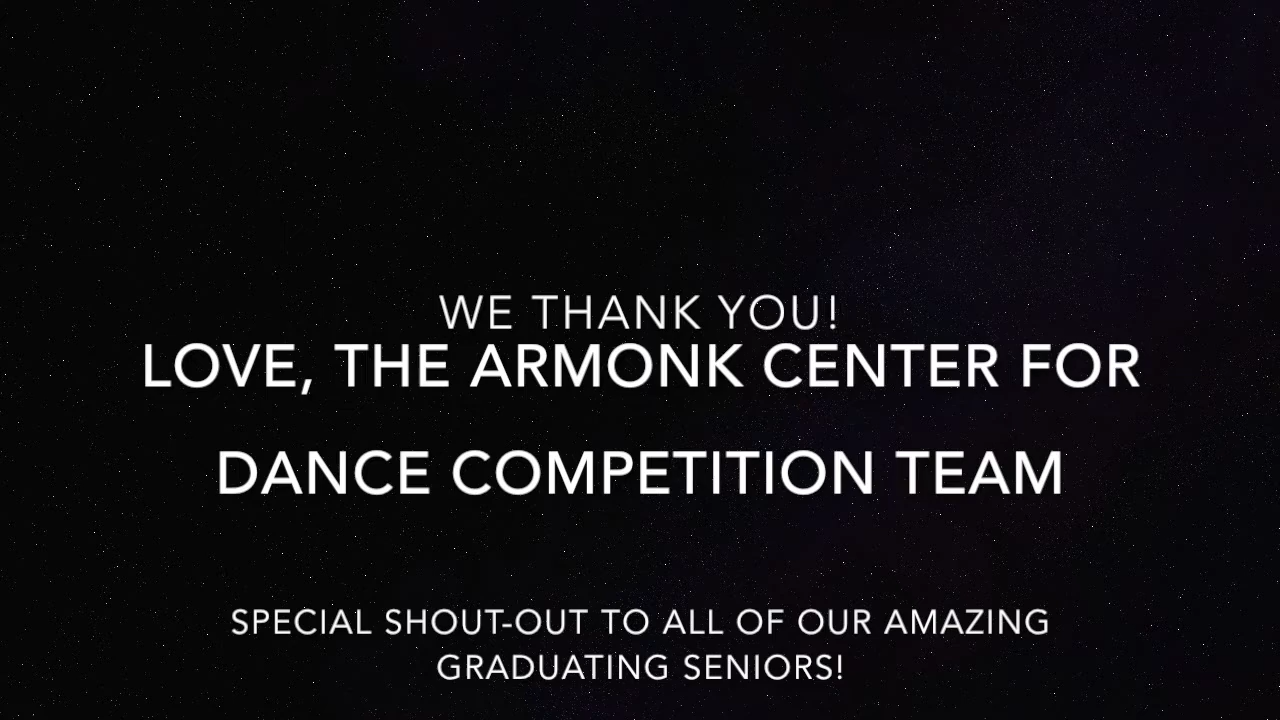 WE THANK YOU!
LOVE, THE ARMONK CENTER FOR
DANCE COMPETITION TEAM
SPECIAL SHOUT-OUT TO ALL OF OUR AMAZING
GRADUATING SENIORS!